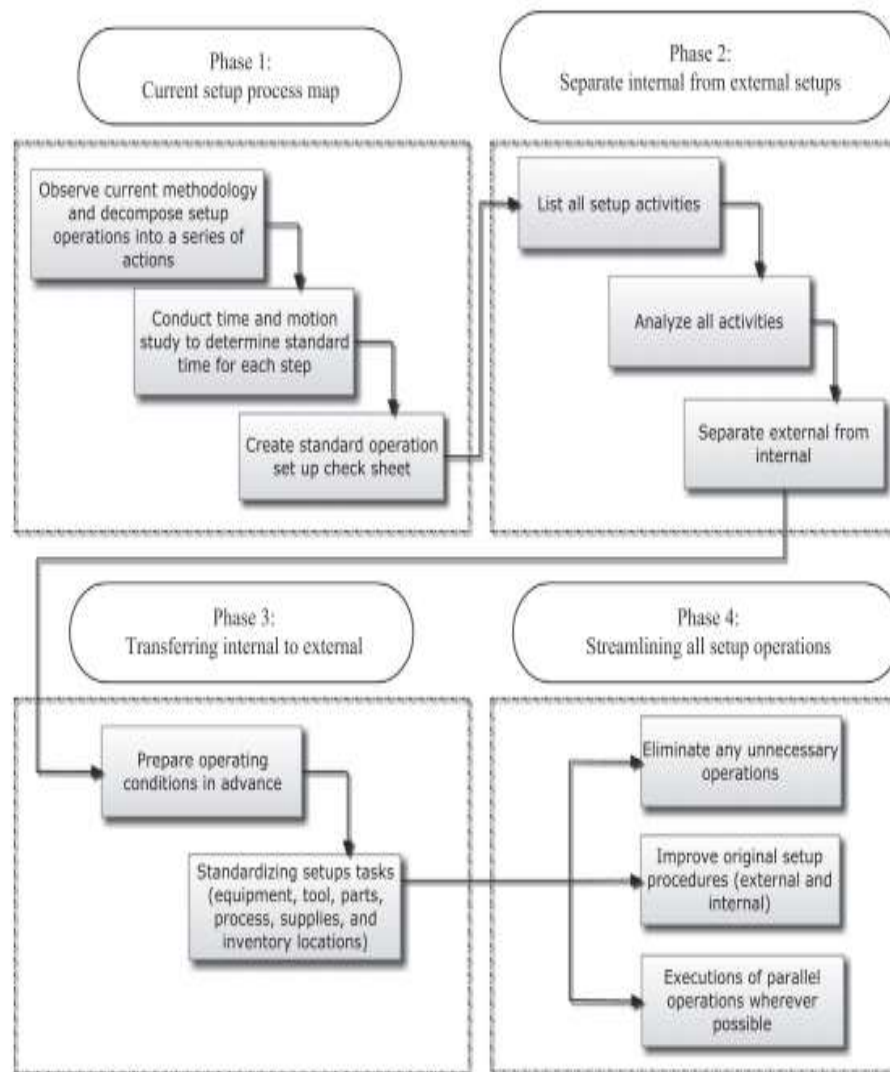 Phase 1:
Current setup process map
Phase 2:
Separate internal from external setups
Observe current methodology
and decompose setup
operations into a series of
actions
Conduct time and motion
study to determine standard
time for each step
Create standard operation
set up check sheet
List all setup activities
Analyze all activities
Separate external from
internal
Phase 3:
Transferring internal to external
Phase 4:
Streamlining all setup operations
Prepare operating
conditions in advance
Standardizing setups tasks
(equipment, tool, parts,
process, supplies, and
inventory locations)
Eliminate any unnecessary
operations
Improve original setup
procedures (external and
internal)
Executions of parallel
operations wherever
possible